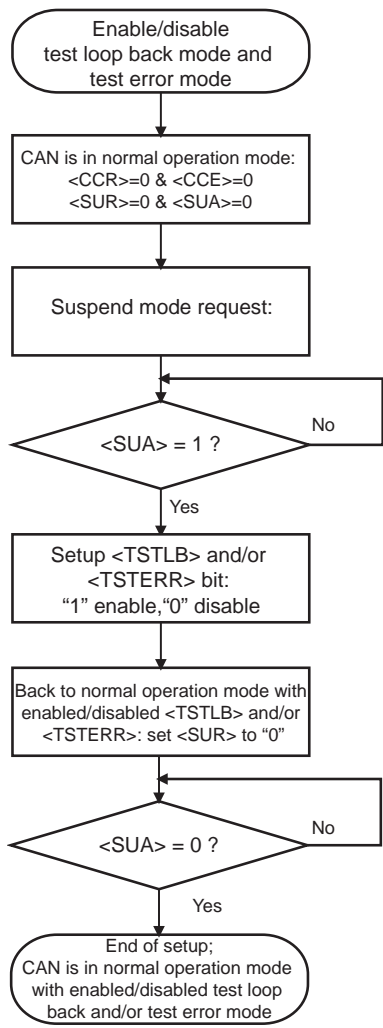 Enable/disable
test loop back mode and
test error mode
CAN is in normal operation mode:
<CCR>=0 & <CCE>=0
<SUR>=0 & <SUA>=0
Suspend mode request:
<SUA> = 1 ?
No
Yes
Setup <TSTLB> and/or
<TSTERR> bit:
“1” enable,“0” disable
Back to normal operation mode with
enabled/disabled <TSTLB> and/or
<TSTERR>: set <SUR> to “0”
<SUA> = 0 ?
No
Yes
End of setup;
CAN is in normal operation mode
with enabled/disabled test loop
back and/or test error mode